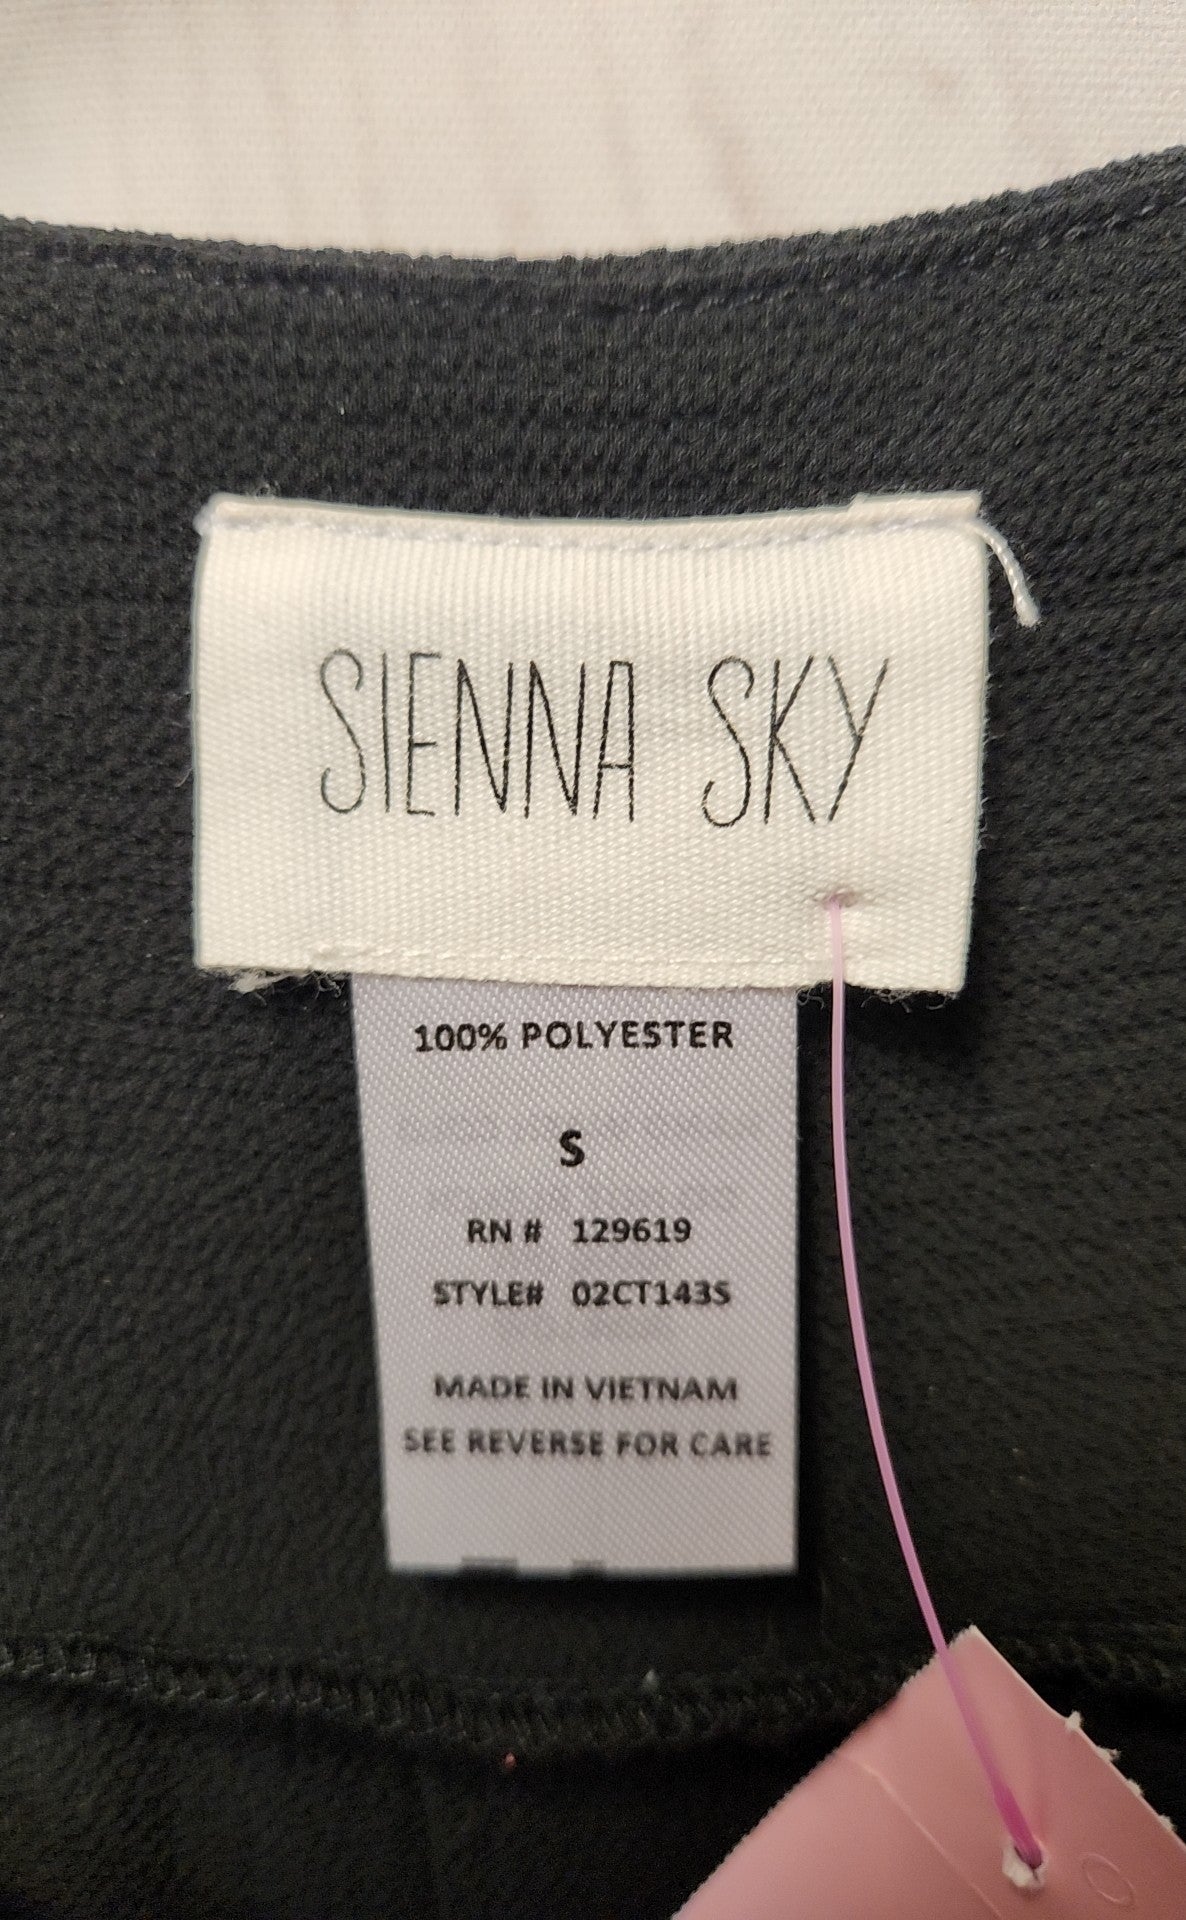 SIENNA SKY
100% POLYESTER
S
RN # 129619
STYLE# 02CT143S
MADE IN VIETNAM
SEE REVERSE FOR CARE